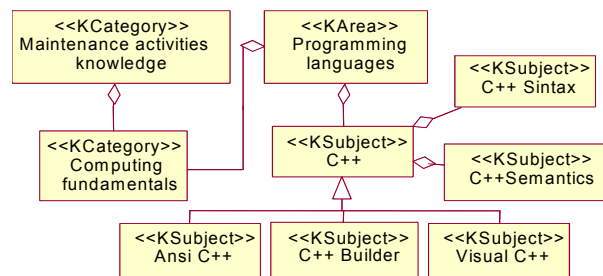 <<KCategory>>
Maintenance activities
knowledge
<<KArea>>
Programming
languages
<<KSubject>>
C++ Sintax
<<KCategory>>
Computing
fundamentals
<<KSubject>>
C++
<<KSubject>>
C++Semantics
<<KSubject>>
Ansi C++
<<KSubject>>
C++ Builder
<<KSubject>>
Visual C++